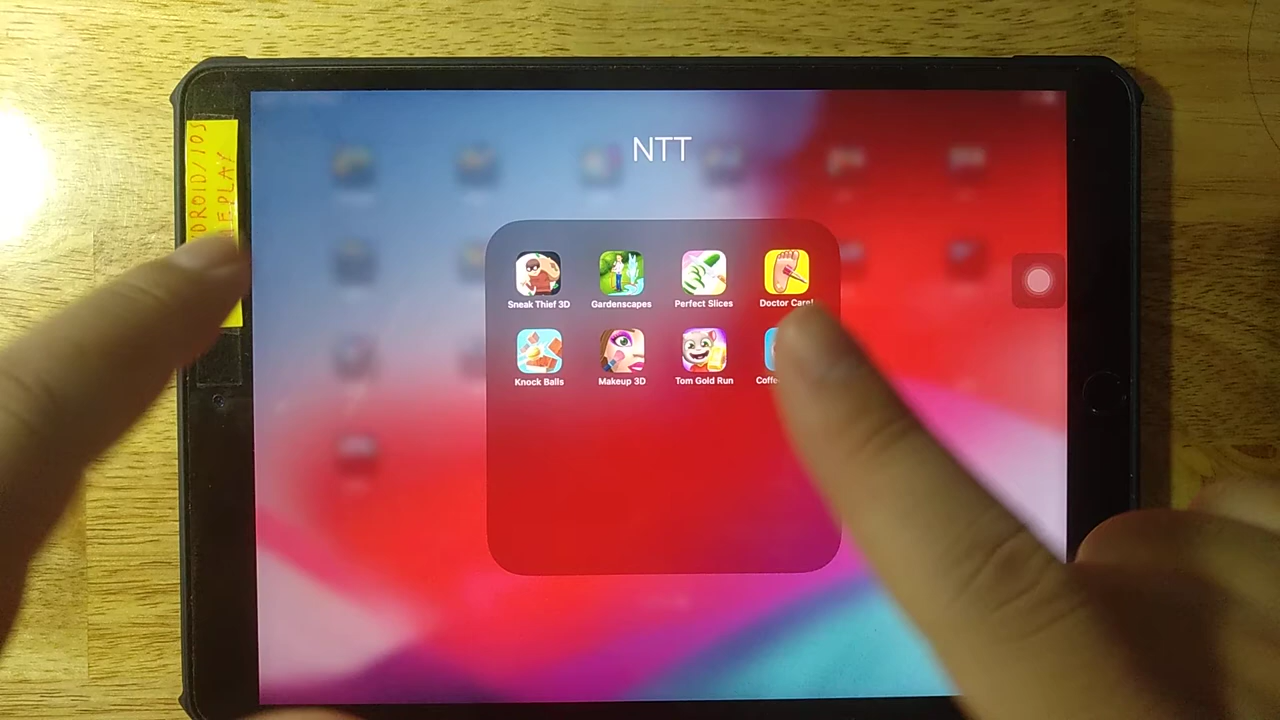 NTT
Sneak Thief 3D
Gardenscapes
Perfect Slices
Doctor Care!
Knock Balls
Makeup 3D
Tom Gold Run